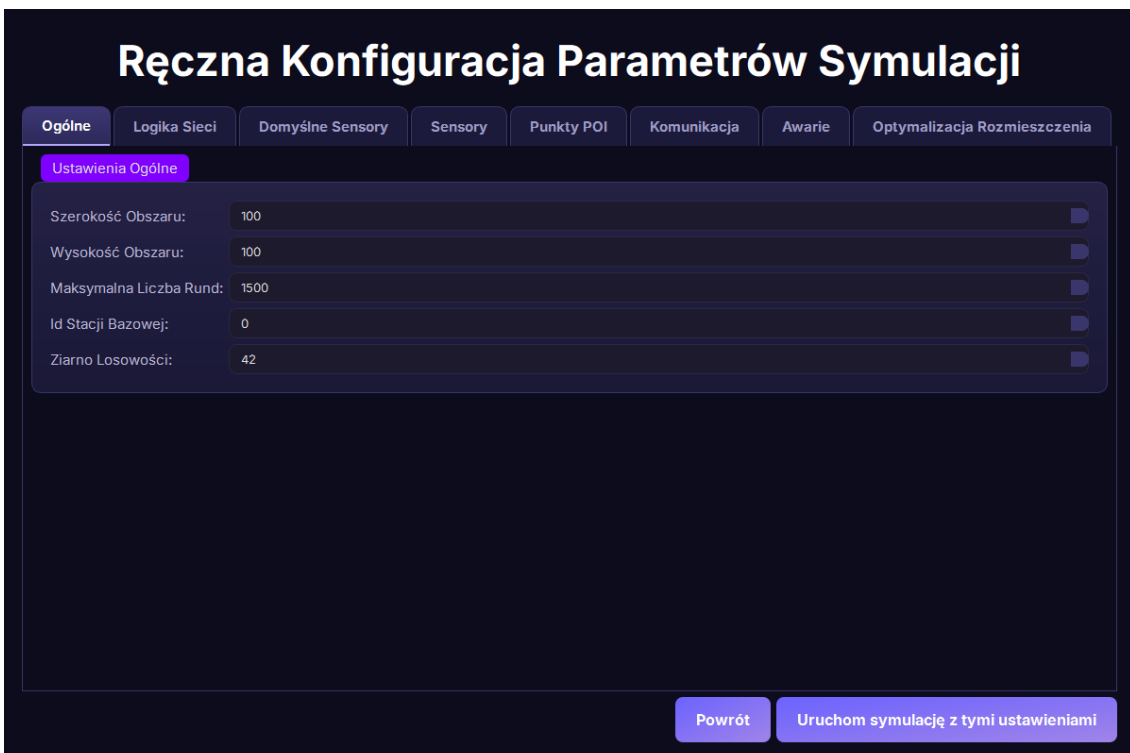 Ręczna Konfiguracja Parametrów Symulacji
Ogólne Logika Sieci Domyślne Sensory Sensory Punkty POI Komunikacja Awarie Optymalizacja Rozmieszczenia
Ustawienia Ogólne
Szerokość Obszaru: 100
Wysokość Obszaru: 100
Maksymalna Liczba Rund: 1500
Id Stacji Bazowej: 0
Ziarno Losowości: 42
Powrót Uruchom symulację z tymi ustawieniami